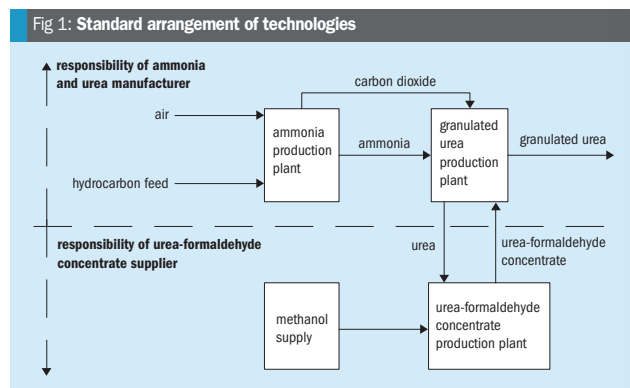 Fig 1: Standard arrangement of technologies
responsibility of ammonia
and urea manufacturer
carbon dioxide
air
ammonia
production
plant
ammonia
granulated
urea
production
plant
granulated urea
hydrocarbon feed
responsibility of urea-formaldehyde
concentrate supplier
urea
urea-formaldehyde
concentrate
methanol
supply
urea-formaldehyde
concentrate
production plant